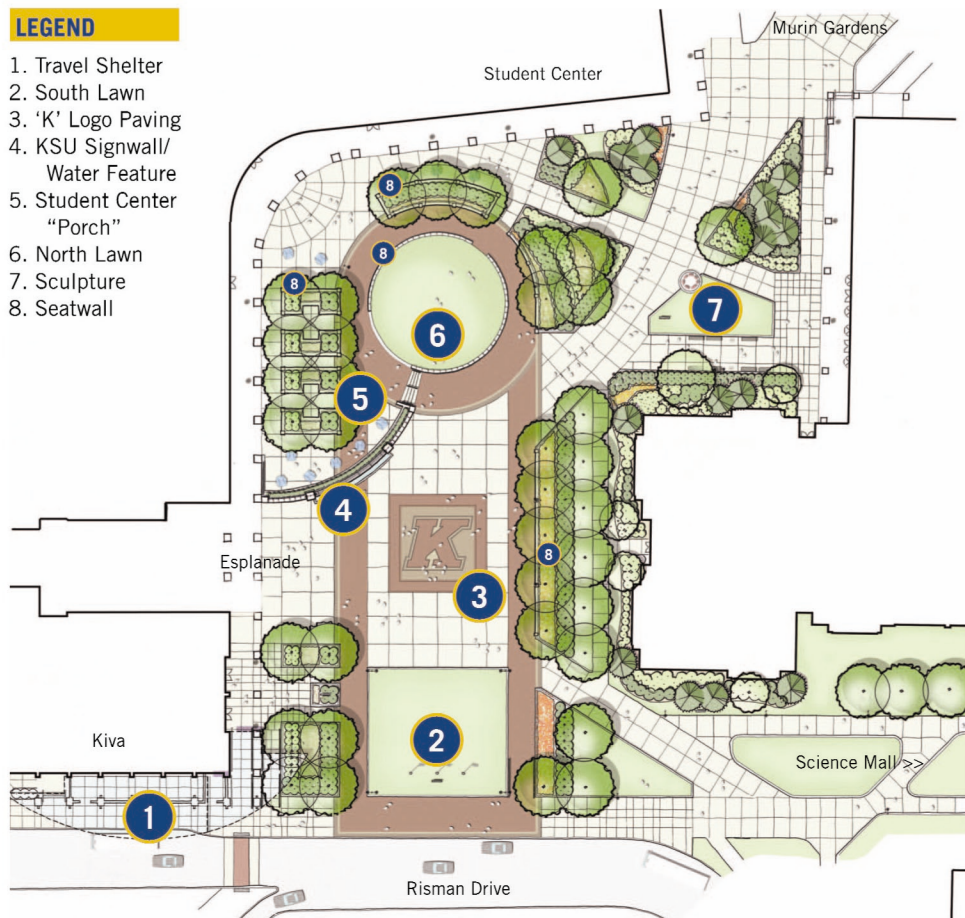 LEGEND
1. Travel Shelter
2. South Lawn
3. ‘K’ Logo Paving
4. KSU Signwall/
Water Feature
5. Student Center
“Porch”
6. North Lawn
7. Sculpture
8. Seatwall
Murin Gardens
Student Center
8
8
8
6
7
5
4
Esplanade
K
8
3
2
Kiva
Science Mall >>
1
Risman Drive